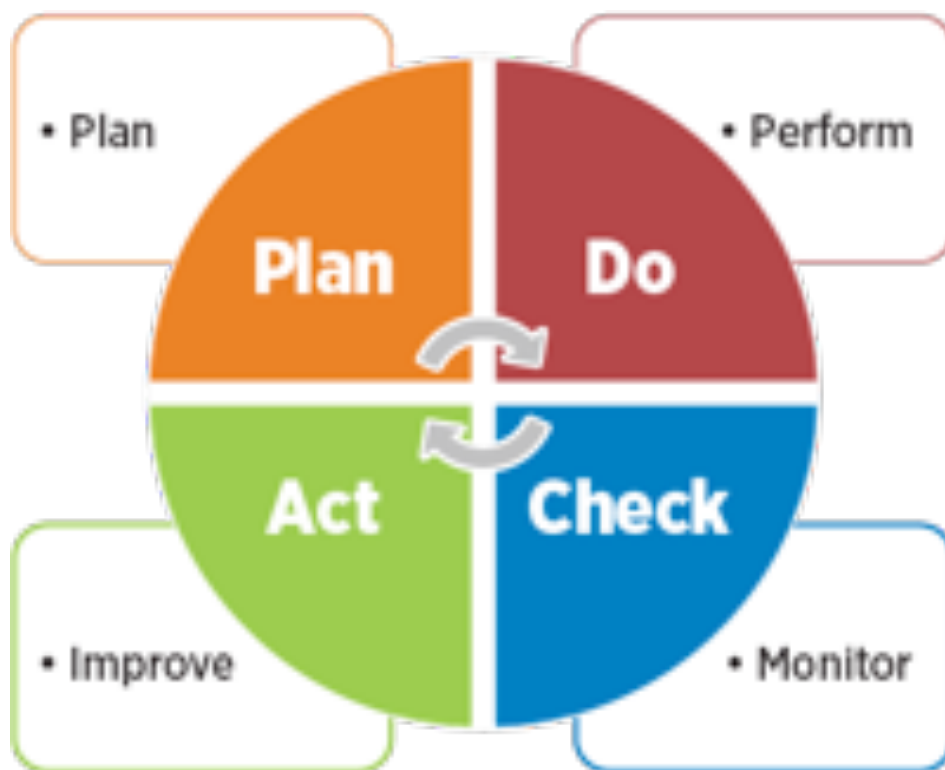 • Plan
• Perform
Plan
Do
Act
Check
• Improve
• Monitor